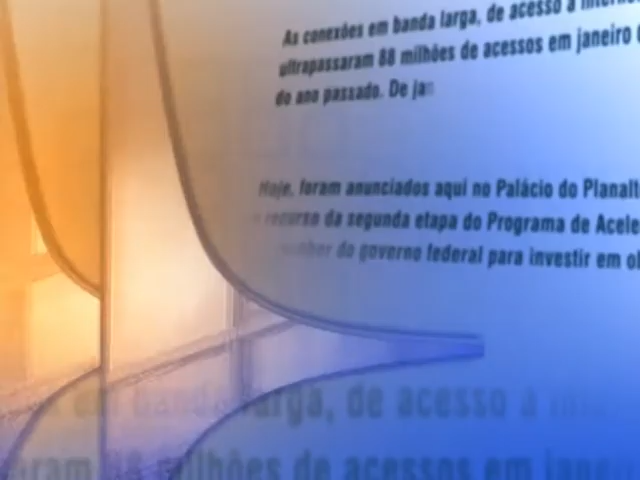 As conexões em banda larga, de acesso à
ultrapassaram 88 milhões de acessos em janeiro
do ano passado. De ja
Hoje, foram anunciados aqui no Palácio do Planalt
recurso da segunda etapa do Programa de Acele
do governo federal para investir em
larga, de acesso a
milhões de acessos em